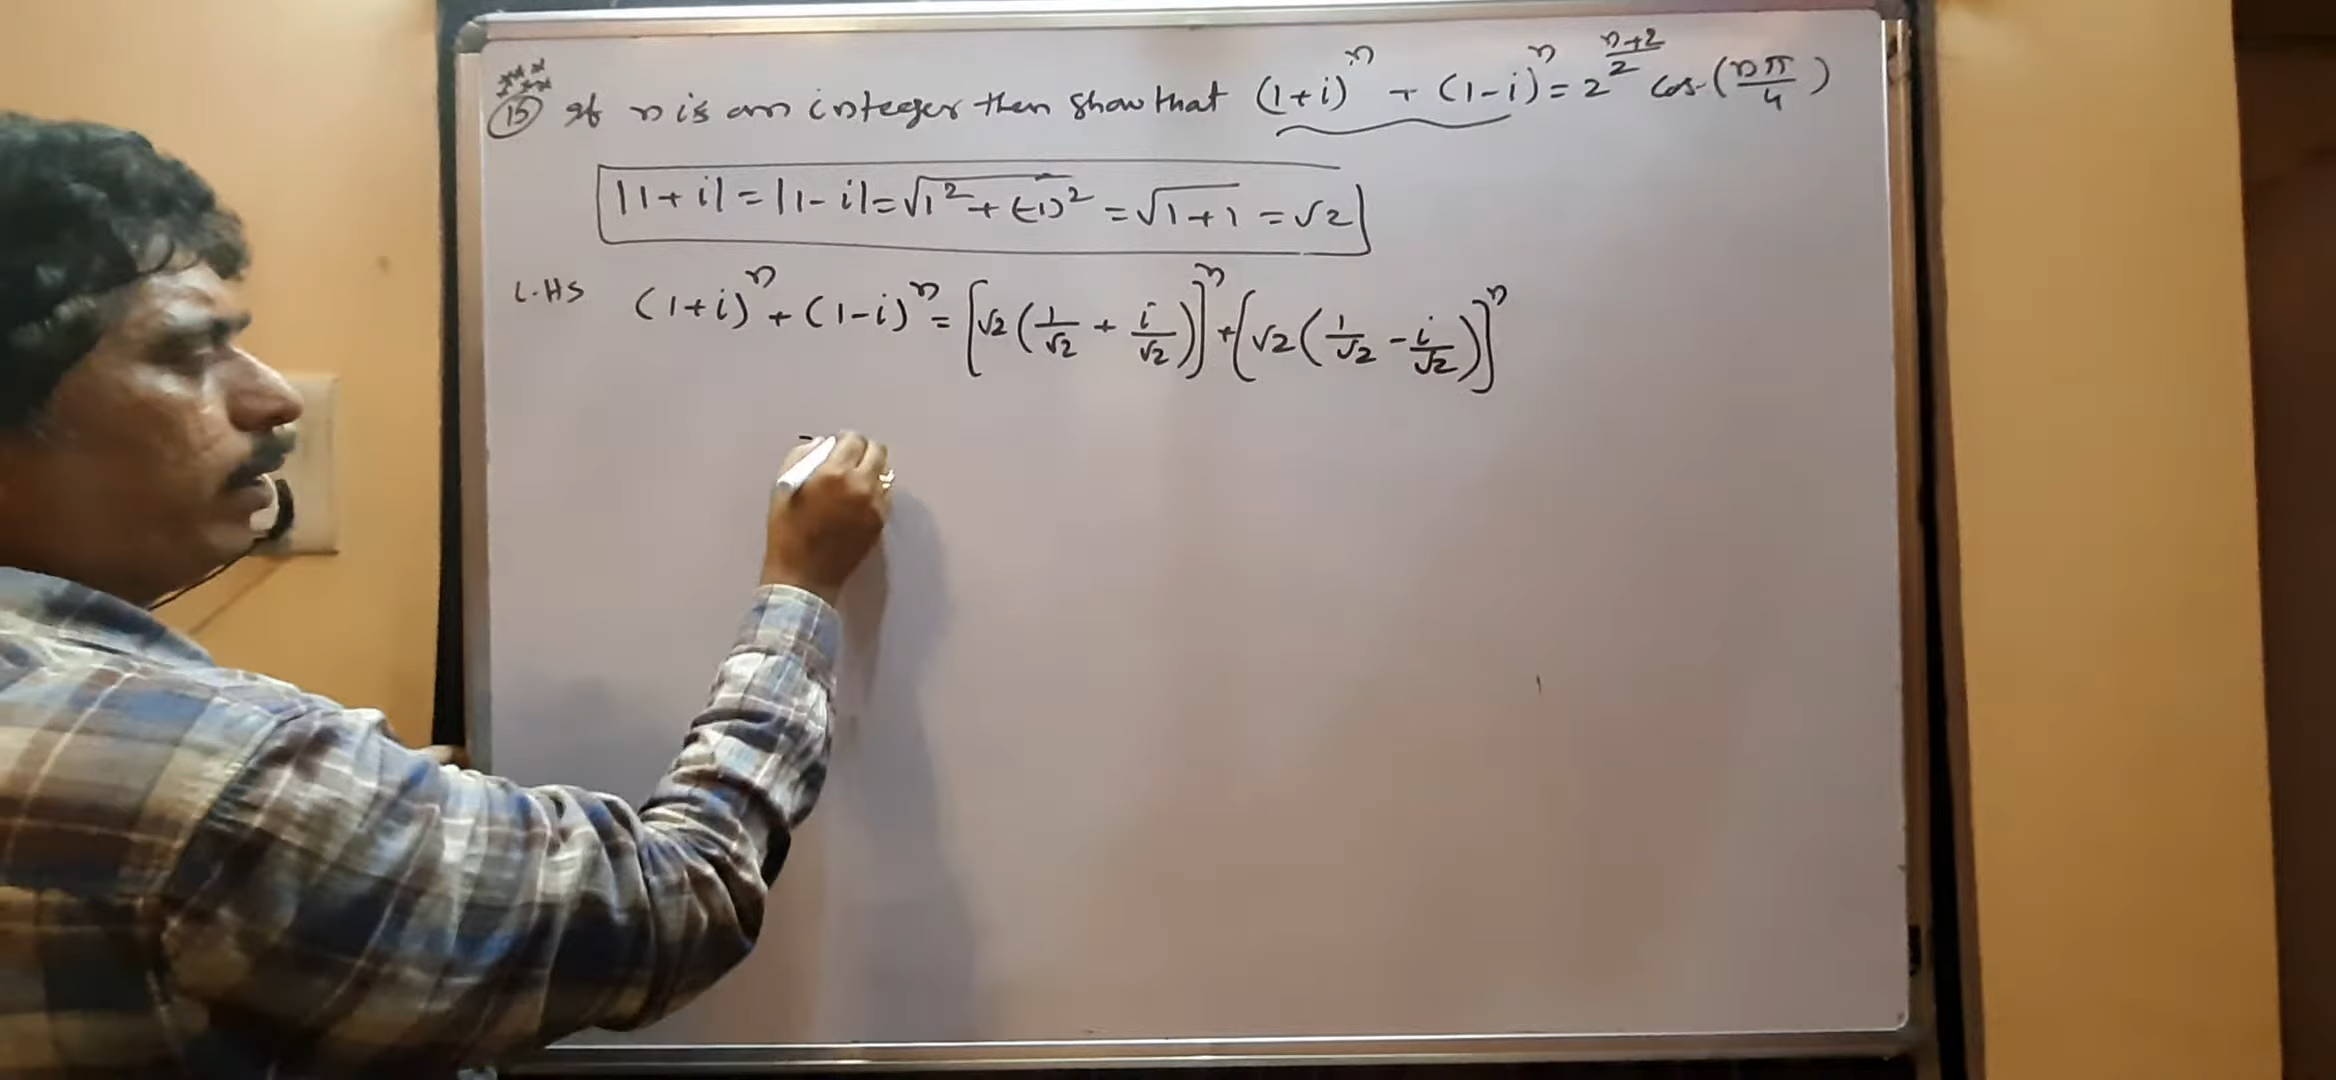 (15) If n is an integer then show that (1+i)^n + (1-i)^n = 2^((n+2)/2) cos(nπ/4)
|1+i| = |1-i| = √(1² + (-1)²) = √(1+1) = √2
L.HS (1+i)^n + (1-i)^n = [√2(1/√2 + i/√2)]^n + [√2(1/√2 - i/√2)]^n